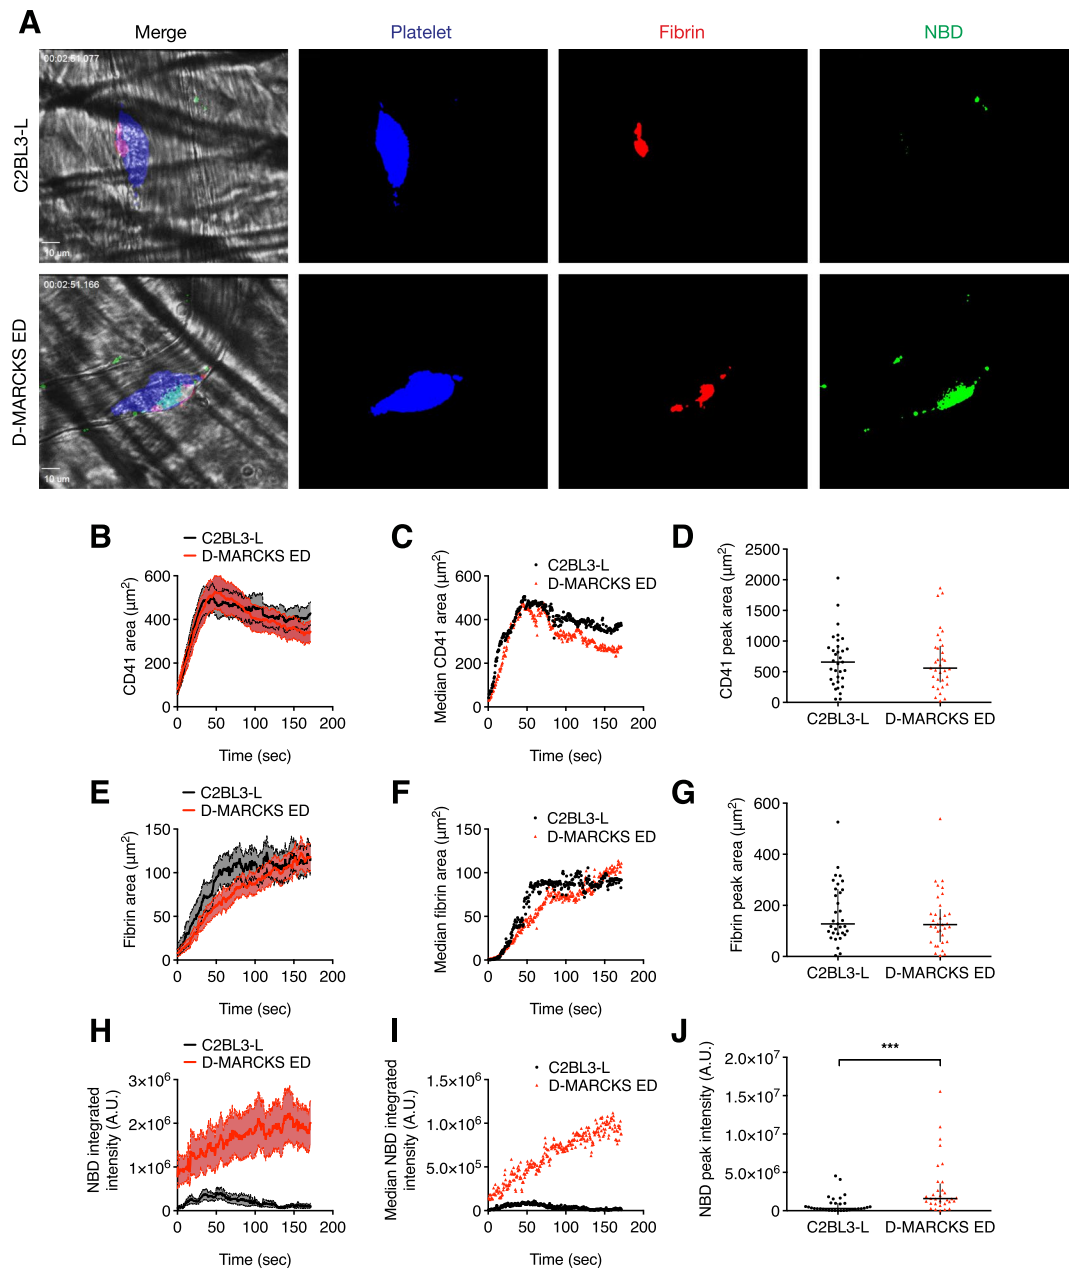 A
Merge
Platelet
Fibrin
NBD
C2BL3-L
00:02:51.077
10 µm
D-MARCKS ED
00:02:51.166
10 µm
B
C2BL3-L
D-MARCKS ED
CD41 area (µm²)
600
400
200
0
0
50
100
150
200
Time (sec)
C
C2BL3-L
D-MARCKS ED
Median CD41 area (µm²)
600
400
200
0
0
50
100
150
200
Time (sec)
D
CD41 peak area (µm²)
2500
2000
1500
1000
500
0
C2BL3-L
D-MARCKS ED
E
C2BL3-L
D-MARCKS ED
Fibrin area (µm²)
150
100
50
0
0
50
100
150
200
Time (sec)
F
C2BL3-L
D-MARCKS ED
Median fibrin area (µm²)
150
100
50
0
0
50
100
150
200
Time (sec)
G
Fibrin peak area (µm²)
600
400
200
0
C2BL3-L
D-MARCKS ED
H
C2BL3-L
D-MARCKS ED
NBD integrated
intensity (A.U.)
3×10⁶
2×10⁶
1×10⁶
0
0
50
100
150
200
Time (sec)
I
C2BL3-L
D-MARCKS ED
Median NBD integrated
intensity (A.U.)
1.5×10⁶
1.0×10⁶
5.0×10⁵
0
0
50
100
150
200
Time (sec)
J
NBD peak intensity (A.U.)
2.0×10⁷
1.5×10⁷
1.0×10⁷
5.0×10⁶
0
***
C2BL3-L
D-MARCKS ED